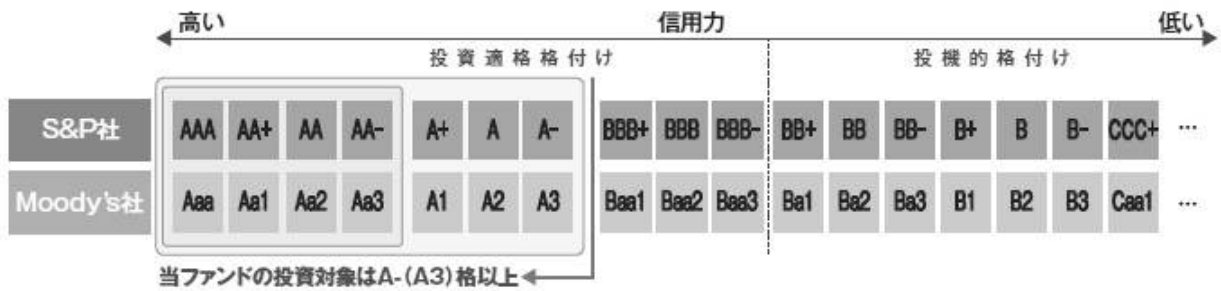 高い 信用力 低い
投資適格格付け 投機的格付け
S&P社 AAA AA+ AA AA- A+ A A- BBB+ BBB BBB- BB+ BB BB- B+ B B- CCC+ …
Moody's社 Aaa Aa1 Aa2 Aa3 A1 A2 A3 Baa1 Baa2 Baa3 Ba1 Ba2 Ba3 B1 B2 B3 Caa1 …
当ファンドの投資対象はA-(A3)格以上